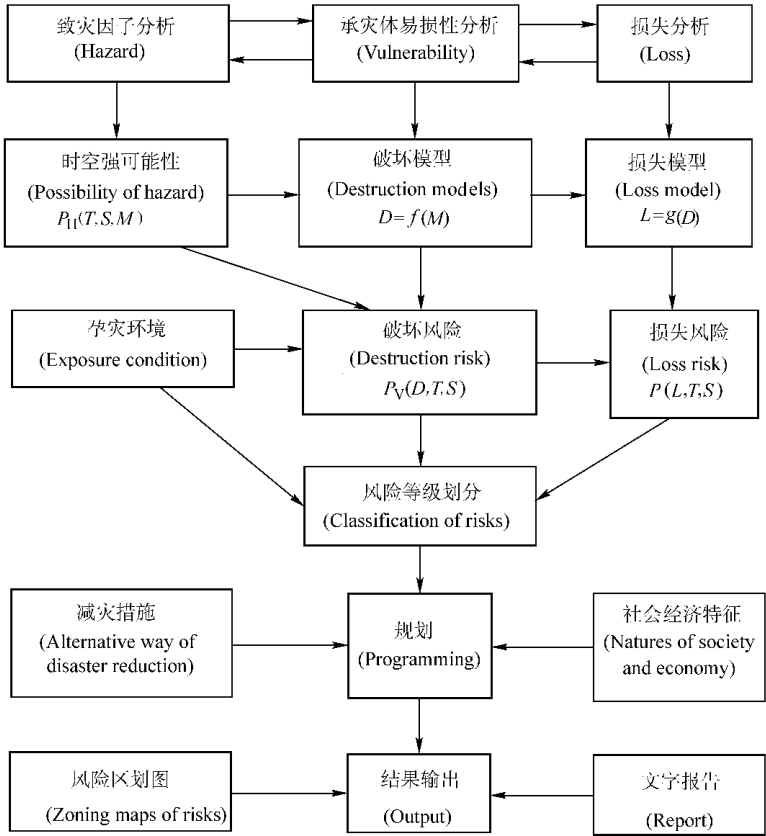 致灾因子分析
(Hazard)
承灾体易损性分析
(Vulnerability)
损失分析
(Loss)
时空强可能性
(Possibility of hazard)
P_H(T,S,M)
破坏模型
(Destruction models)
D=f(M)
损失模型
(Loss model)
L=g(D)
孕灾环境
(Exposure condition)
破坏风险
(Destruction risk)
P_V(D,T,S)
损失风险
(Loss risk)
P(L,T,S)
风险等级划分
(Classification of risks)
减灾措施
(Alternative way of
disaster reduction)
规划
(Programming)
社会经济特征
(Natures of society
and economy)
风险区划图
(Zoning maps of risks)
结果输出
(Output)
文字报告
(Report)